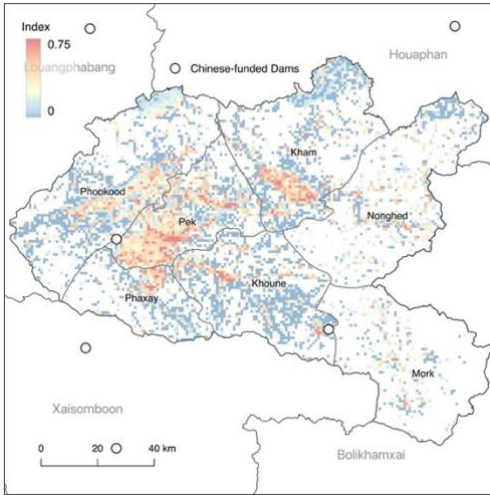 Index
0.75
Louangphabang
0
Chinese-funded Dams
Houaphan
Kham
Phookood
Nonghed
Pek
Phaxay
Khoune
Mork
Xaisomboon
Bolikhamxai
0 20 40 km